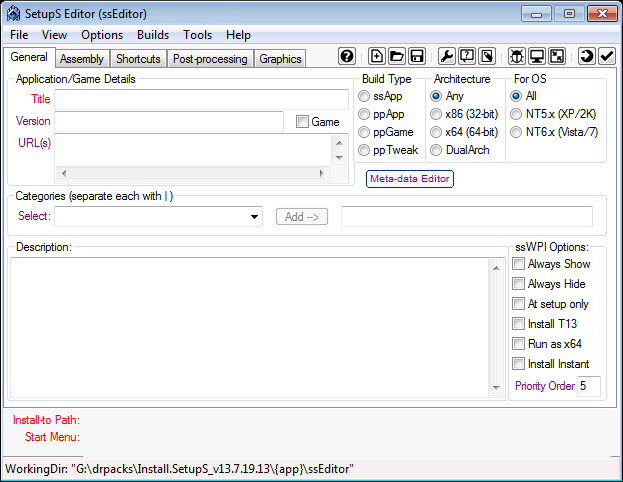 SetupS Editor (ssEditor)
File View Options Builds Tools Help
General Assembly Shortcuts Post-processing Graphics
Application/Game Details
Title
Version
Game
URL(s)
Build Type
ssApp
ppApp
ppGame
ppTweak
Architecture
Any
x86 (32-bit)
x64 (64-bit)
DualArch
For OS
All
NT5.x (XP/2K)
NT6.x (Vista/7)
Meta-data Editor
Categories (separate each with | )
Select:
Add -->
Description:
ssWPI Options:
Always Show
Always Hide
At setup only
Install T13
Run as x64
Install Instant
Priority Order 5
Install-to Path:
Start Menu:
WorkingDir: "G:\drpacks\Install.SetupS_v13.7.19.13\{app}\ssEditor"